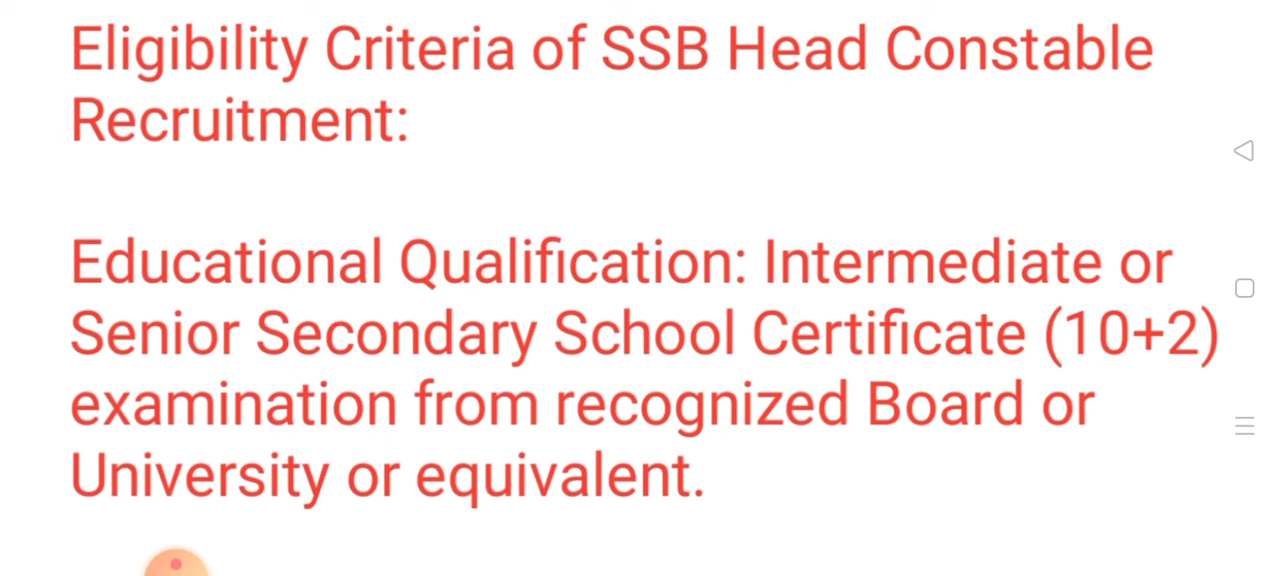 Eligibility Criteria of SSB Head Constable
Recruitment:
Educational Qualification: Intermediate or
Senior Secondary School Certificate (10+2)
examination from recognized Board or
University or equivalent.